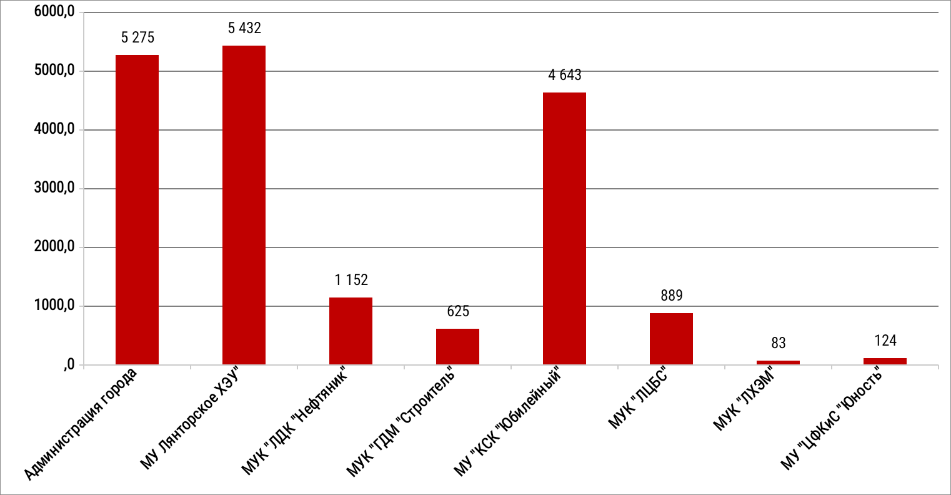 6000,0
5000,0
4000,0
3000,0
2000,0
1000,0
,0
5 275
5 432
1 152
625
4 643
889
83
124
Администрация города
МУ Лянторское ХЭУ"
МУК "ЛДК "Нефтяник"
МУК "ГДМ "Строитель"
МУ "КСК "Юбилейный"
МУК "ЛЦБС"
МУК "ЛХЭМ"
МУ "ЦФКиС "Юность"